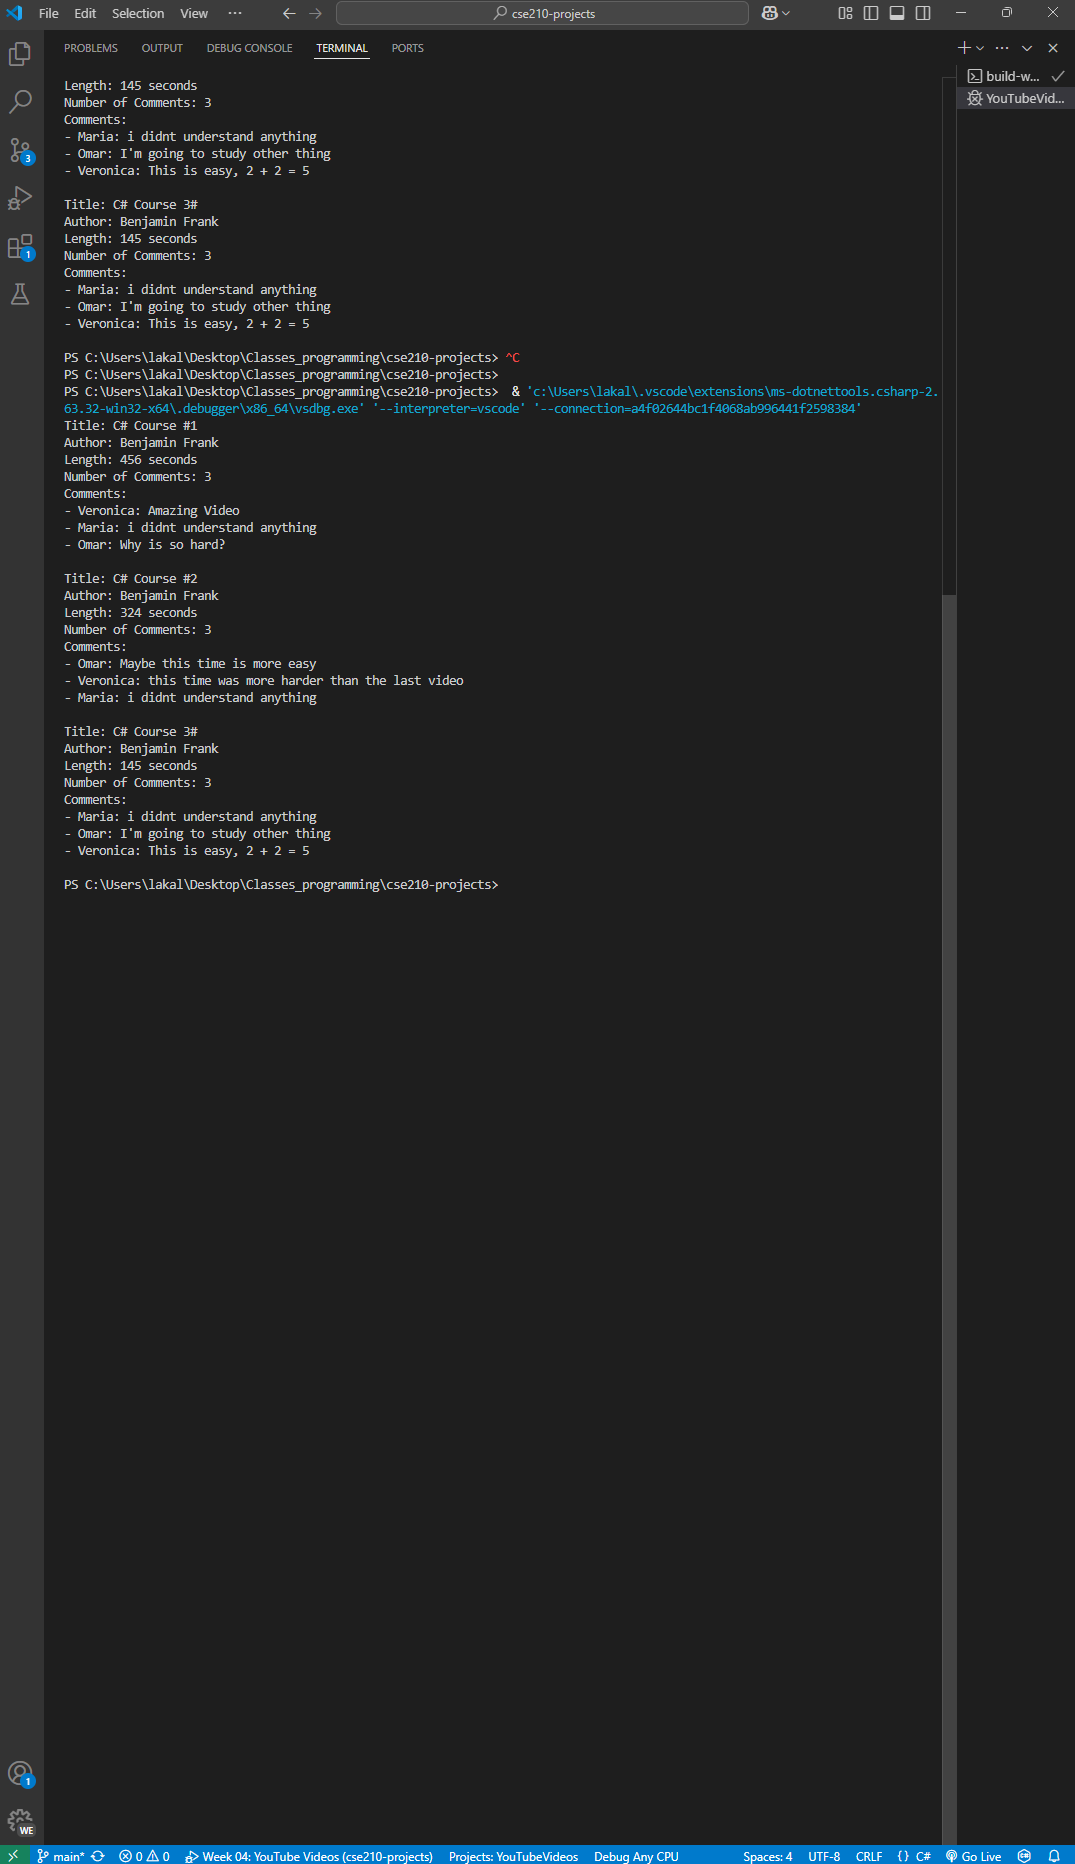 File Edit Selection View ··· cse210-projects
PROBLEMS OUTPUT DEBUG CONSOLE TERMINAL PORTS
build-w...
YouTubeVid...
Length: 145 seconds
Number of Comments: 3
Comments:
- Maria: i didnt understand anything
- Omar: I'm going to study other thing
- Veronica: This is easy, 2 + 2 = 5
Title: C# Course 3#
Author: Benjamin Frank
Length: 145 seconds
Number of Comments: 3
Comments:
- Maria: i didnt understand anything
- Omar: I'm going to study other thing
- Veronica: This is easy, 2 + 2 = 5
PS C:\Users\lakal\Desktop\Classes_programming\cse210-projects> ^C
PS C:\Users\lakal\Desktop\Classes_programming\cse210-projects>
PS C:\Users\lakal\Desktop\Classes_programming\cse210-projects>  & 'c:\Users\lakal\.vscode\extensions\ms-dotnettools.csharp-2.
63.32-win32-x64\.debugger\x86_64\vsdbg.exe' '--interpreter=vscode' '--connection=a4f02644bc1f4068ab996441f2598384'
Title: C# Course #1
Author: Benjamin Frank
Length: 456 seconds
Number of Comments: 3
Comments:
- Veronica: Amazing Video
- Maria: i didnt understand anything
- Omar: Why is so hard?
Title: C# Course #2
Author: Benjamin Frank
Length: 324 seconds
Number of Comments: 3
Comments:
- Omar: Maybe this time is more easy
- Veronica: this time was more harder than the last video
- Maria: i didnt understand anything
Title: C# Course 3#
Author: Benjamin Frank
Length: 145 seconds
Number of Comments: 3
Comments:
- Maria: i didnt understand anything
- Omar: I'm going to study other thing
- Veronica: This is easy, 2 + 2 = 5
PS C:\Users\lakal\Desktop\Classes_programming\cse210-projects>
3
1
1
WE
main* 0 0 Week 04: YouTube Videos (cse210-projects) Projects: YouTubeVideos Debug Any CPU Spaces: 4 UTF-8 CRLF {} C# Go Live